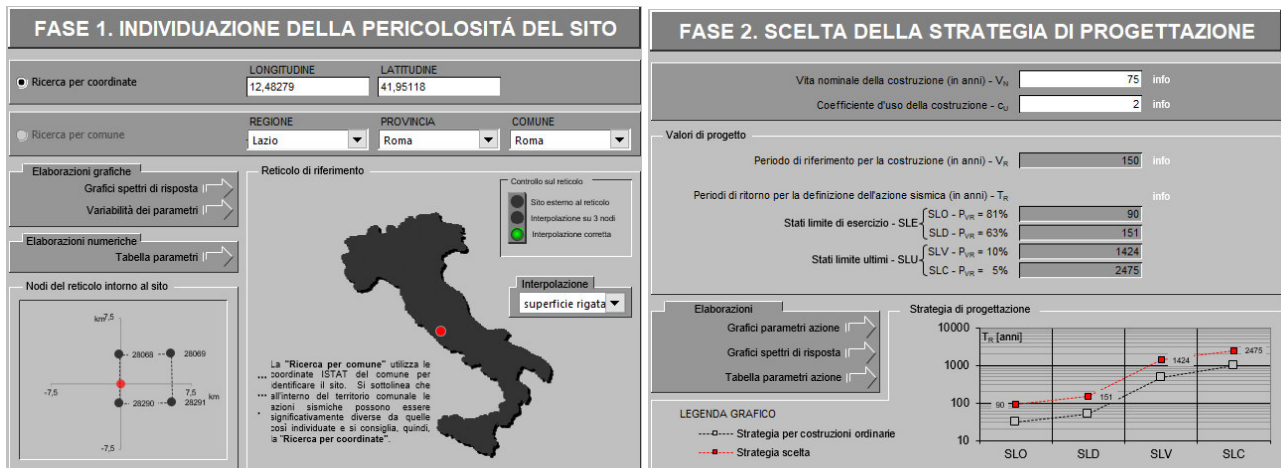 FASE 1. INDIVIDUAZIONE DELLA PERICOLOSITÁ DEL SITO
Ricerca per coordinate
LONGITUDINE
LATITUDINE
12,48279
41,95118
Ricerca per comune
REGIONE
PROVINCIA
COMUNE
Lazio
Roma
Roma
Elaborazioni grafiche
Grafici spettri di risposta
Variabilità dei parametri
Elaborazioni numeriche
Tabella parametri
Nodi del reticolo intorno al sito
km
7,5
28068
28069
-7,5
7,5
km
28290
28291
-7,5
Reticolo di riferimento
Controllo sul reticolo
Sito esterno al reticolo
Interpolazione su 3 nodi
Interpolazione corretta
Interpolazione
superficie rigata
La "Ricerca per comune" utilizza le
coordinate ISTAT del comune per
identificare il sito. Si sottolinea che
all'interno del territorio comunale le
azioni sismiche possono essere
significativamente diverse da quelle
così individuate e si consiglia, quindi,
la "Ricerca per coordinate".
FASE 2. SCELTA DELLA STRATEGIA DI PROGETTAZIONE
Vita nominale della costruzione (in anni) - VN 75 info
Coefficiente d'uso della costruzione - cU 2 info
Valori di progetto
Periodo di riferimento per la costruzione (in anni) - VR 150 info
Periodi di ritorno per la definizione dell'azione sismica (in anni) - TR info
Stati limite di esercizio - SLE
SLO - PVR = 81% 90
SLD - PVR = 63% 151
Stati limite ultimi - SLU
SLV - PVR = 10% 1424
SLC - PVR = 5% 2475
Elaborazioni
Grafici parametri azione
Grafici spettri di risposta
Tabella parametri azione
LEGENDA GRAFICO
Strategia per costruzioni ordinarie
Strategia scelta
Strategia di progettazione
TR [anni]
10000
1000
100
10
90
151
1424
2475
SLO
SLD
SLV
SLC